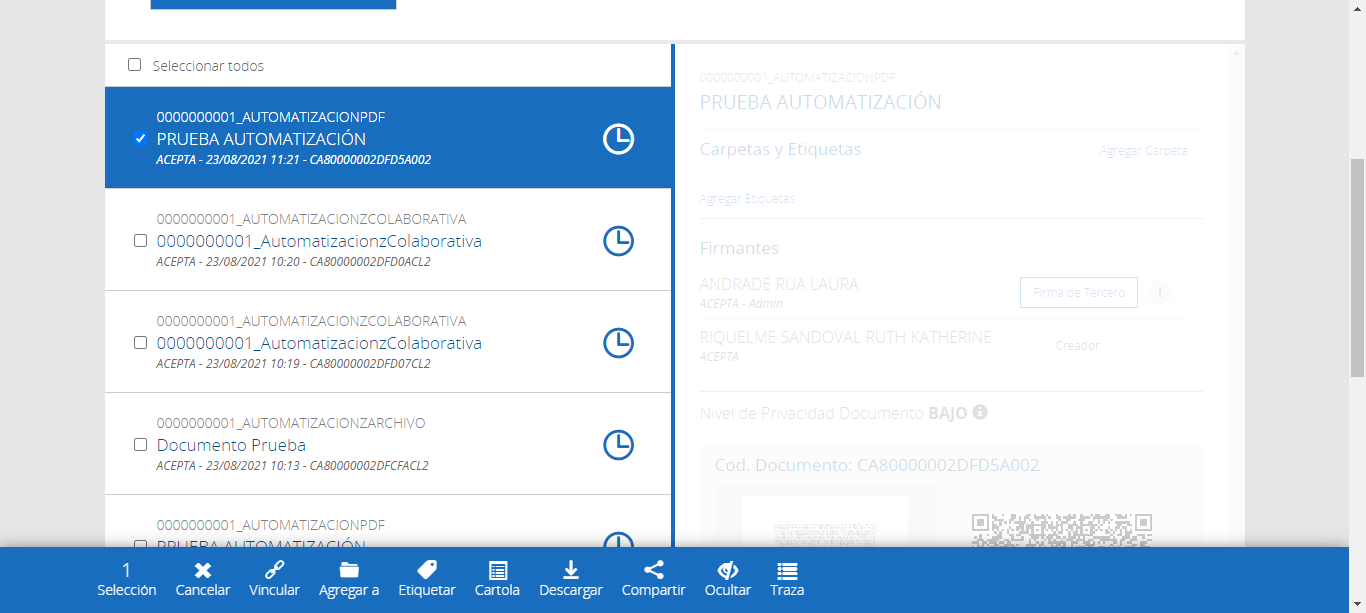 Seleccionar todos
0000000001_AUTOMATIZACIONPDF
PRUEBA AUTOMATIZACIÓN
ACEPTA - 23/08/2021 11:21 - CA80000002DFD5A002
0000000001_AUTOMATIZACIONZCOLABORATIVA
0000000001_AutomatizacionzColaborativa
ACEPTA - 23/08/2021 10:20 - CA80000002DFD0ACL2
0000000001_AUTOMATIZACIONZCOLABORATIVA
0000000001_AutomatizacionzColaborativa
ACEPTA - 23/08/2021 10:19 - CA80000002DFD07CL2
0000000001_AUTOMATIZACIONZARCHIVO
Documento Prueba
ACEPTA - 23/08/2021 10:13 - CA80000002DFCFACL2
0000000001_AUTOMATIZACIONPDF
PRUEBA AUTOMATIZACIÓN
0000000001_AUTOMATIZACIONPDF
PRUEBA AUTOMATIZACIÓN
Carpetas y Etiquetas
Agregar Carpeta
Agregar Etiquetas
Firmantes
ANDRADE RUA LAURA
ACEPTA - Admin
Firma de Tercero
!
RIQUELME SANDOVAL RUTH KATHERINE
ACEPTA
Creador
Nivel de Privacidad Documento BAJO
Cod. Documento: CA80000002DFD5A002
1
Selección
Cancelar
Vincular
Agregar a
Etiquetar
Cartola
Descargar
Compartir
Ocultar
Traza